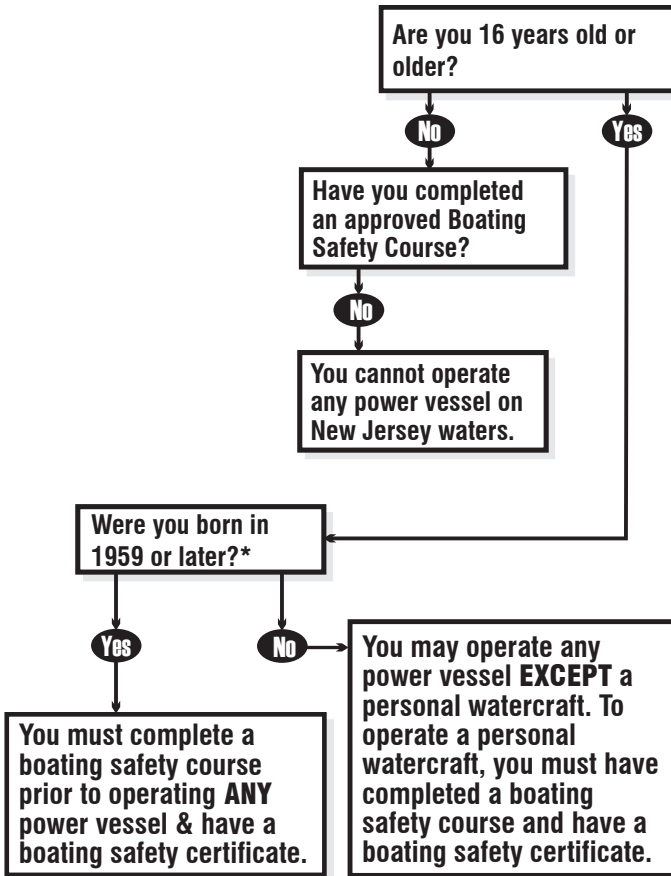 Are you 16 years old or
older?
No
Yes
Have you completed
an approved Boating
Safety Course?
No
You cannot operate
any power vessel on
New Jersey waters.
Were you born in
1959 or later?*
Yes
No
You may operate any
power vessel EXCEPT a
personal watercraft. To
operate a personal
watercraft, you must have
completed a boating
safety course and have a
boating safety certificate.
You must complete a
boating safety course
prior to operating ANY
power vessel & have a
boating safety certificate.